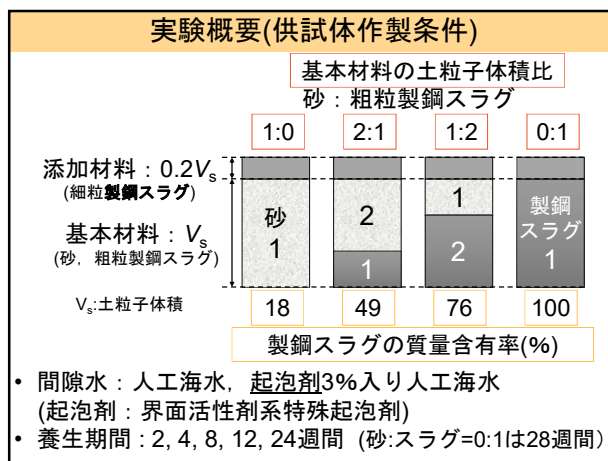 実験概要(供試体作製条件)
基本材料の土粒子体積比
砂：粗粒製鋼スラグ
1:0 2:1 1:2 0:1
添加材料：0.2Vs
(細粒製鋼スラグ)
基本材料：Vs
(砂，粗粒製鋼スラグ)
砂
1
2
1
1
2
製鋼
スラグ
1
Vs:土粒子体積
18 49 76 100
製鋼スラグの質量含有率(%)
• 間隙水：人工海水，起泡剤3%入り人工海水
(起泡剤：界面活性剤系特殊起泡剤)
• 養生期間：2, 4, 8, 12, 24週間 (砂:スラグ=0:1は28週間)